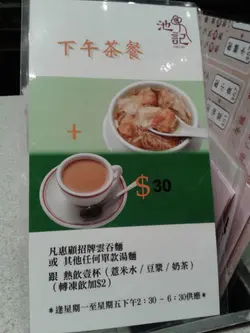 池記
下午茶餐
+
$30
凡惠顧招牌雲吞麵
或 其他任何單款湯麵
跟 熱飲壹杯(薏米水/豆漿/奶茶)
(轉凍飲加$2)
*逢星期一至星期五下午2:30 - 6:30供應*